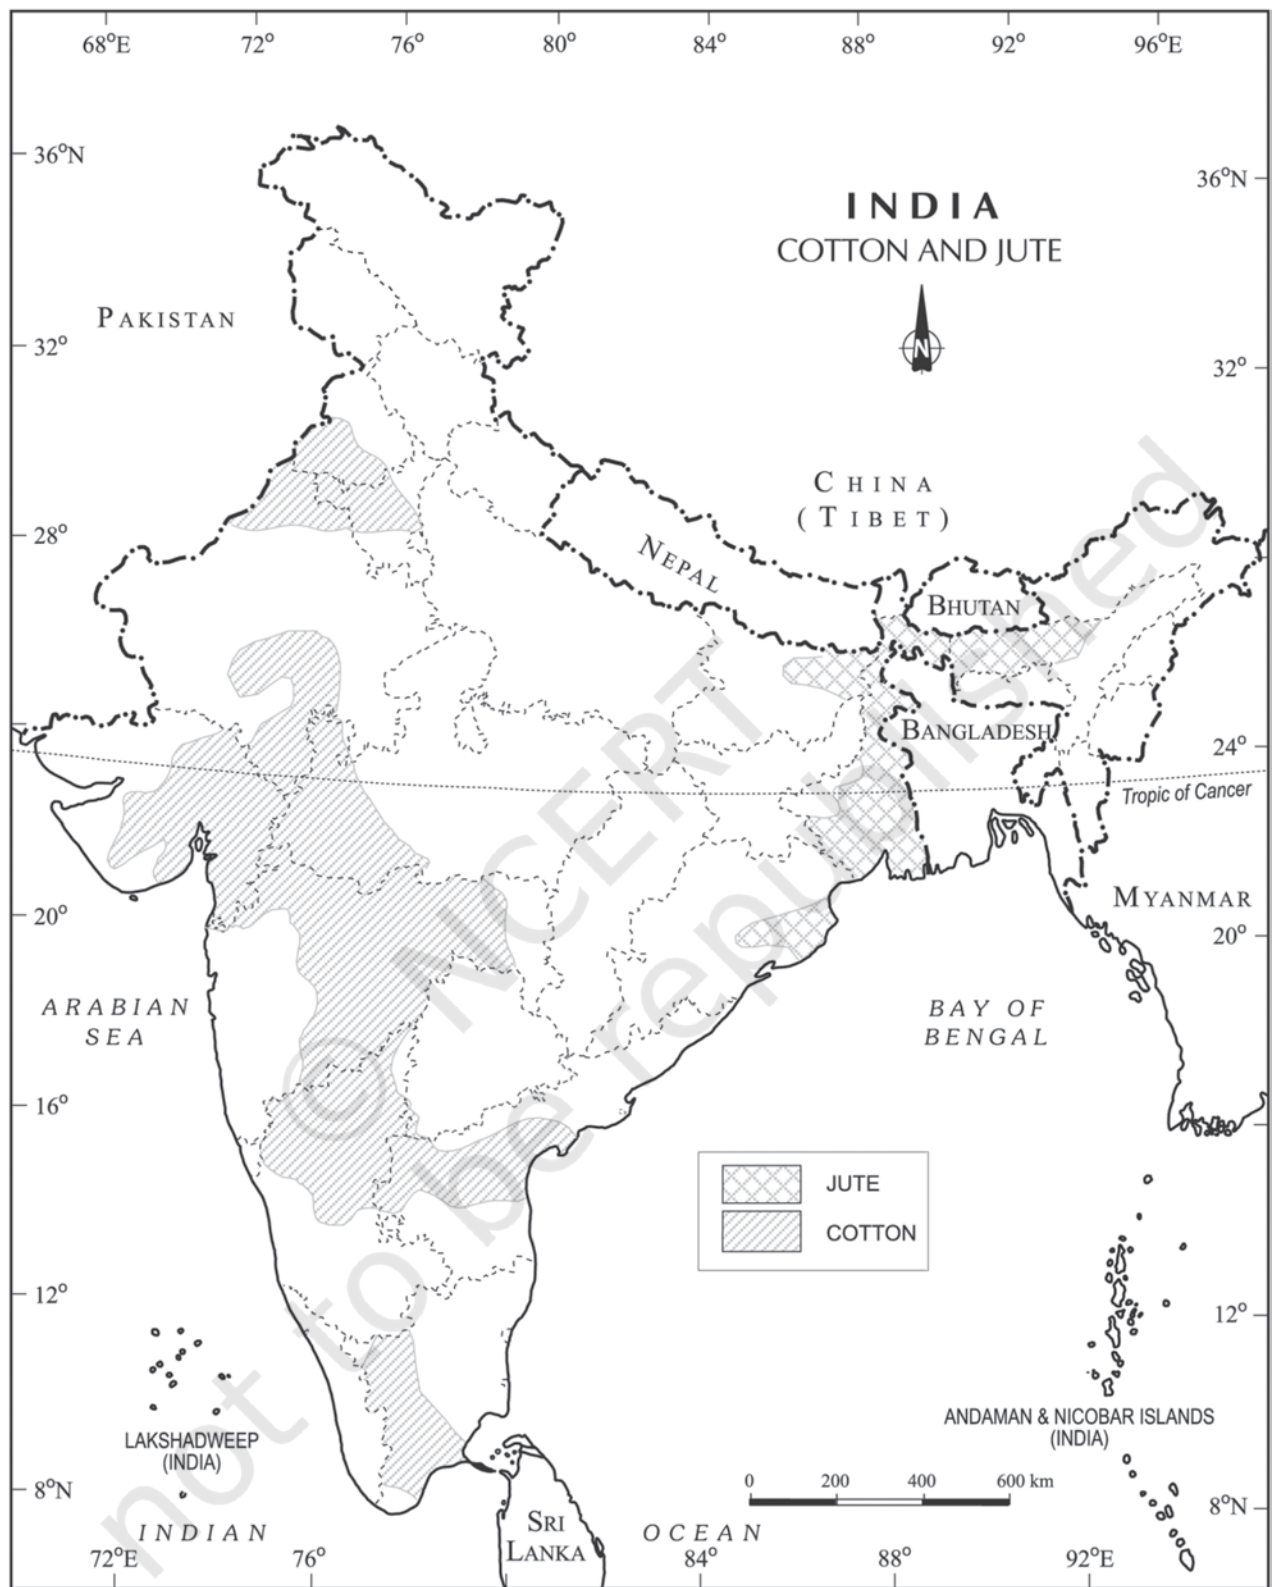 68°E 72° 76° 80° 84° 88° 92° 96°E
36°N
36°N
INDIA
COTTON AND JUTE
N
PAKISTAN
32°
32°
CHINA
(TIBET)
28°
NEPAL
BHUTAN
BANGLADESH
24°
Tropic of Cancer
MYANMAR
20°
20°
ARABIAN
SEA
BAY OF
BENGAL
16°
JUTE
COTTON
12°
12°
LAKSHADWEEP
(INDIA)
ANDAMAN & NICOBAR ISLANDS
(INDIA)
0 200 400 600 km
8°N
8°N
INDIAN
OCEAN
SRI
LANKA
72°E 76° 84° 88° 92°E
© NCERT
not to be republished